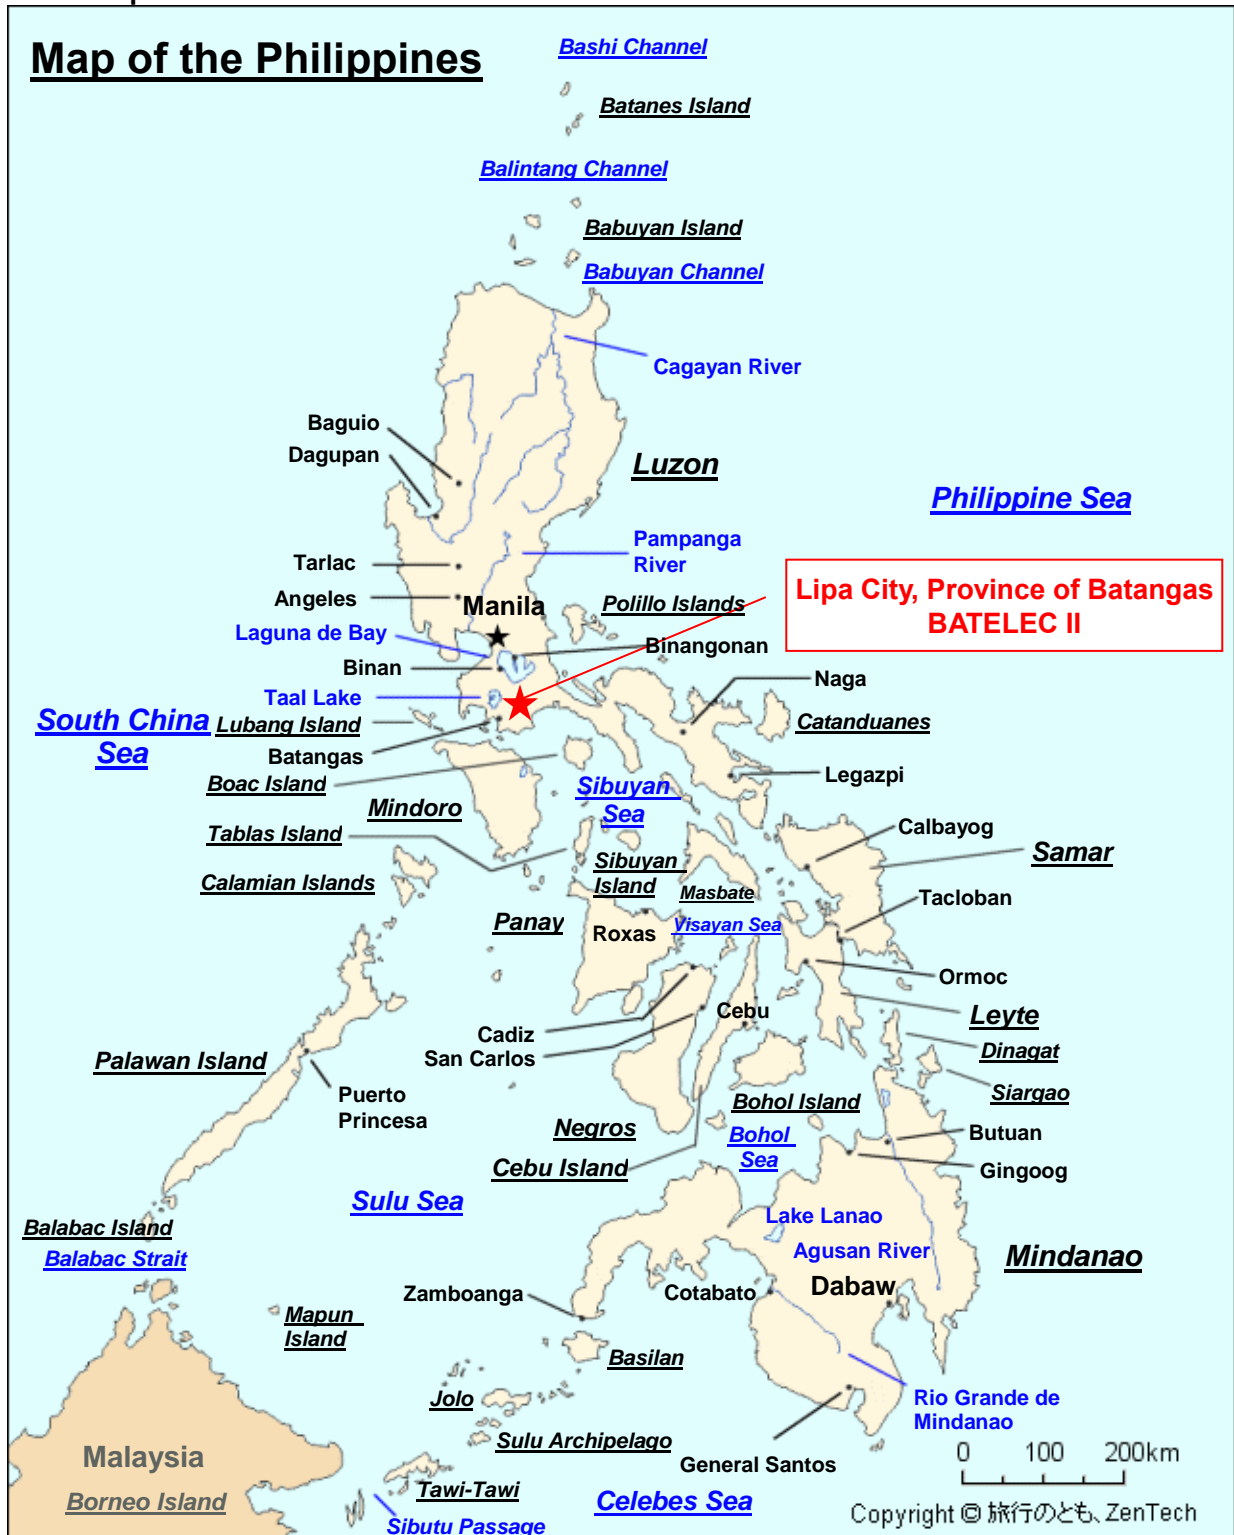 Map of the Philippines
Bashi Channel
Batanes Island
Balintang Channel
Babuyan Island
Babuyan Channel
Cagayan River
Baguio
Dagupan
Luzon
Philippine Sea
Pampanga
River
Tarlac
Angeles
Manila
Polillo Islands
Lipa City, Province of Batangas
BATELEC II
Laguna de Bay
Binangonan
Binan
Naga
Taal Lake
South China
Sea
Lubang Island
Catanduanes
Batangas
Boac Island
Legazpi
Sibuyan
Sea
Mindoro
Tablas Island
Calbayog
Samar
Sibuyan
Island
Calamian Islands
Masbate
Tacloban
Panay
Roxas
Visayan Sea
Ormoc
Cebu
Leyte
Cadiz
San Carlos
Dinagat
Palawan Island
Siargao
Puerto
Princesa
Bohol Island
Negros
Bohol
Sea
Butuan
Cebu Island
Gingoog
Sulu Sea
Lake Lanao
Balabac Island
Balabac Strait
Agusan River
Mindanao
Dabaw
Zamboanga
Cotabato
Mapun
Island
Basilan
Jolo
Rio Grande de
Mindanao
Sulu Archipelago
Malaysia
General Santos
0 100 200km
Tawi-Tawi
Borneo Island
Celebes Sea
Copyright © 旅行のとも、ZenTech
Sibutu Passage